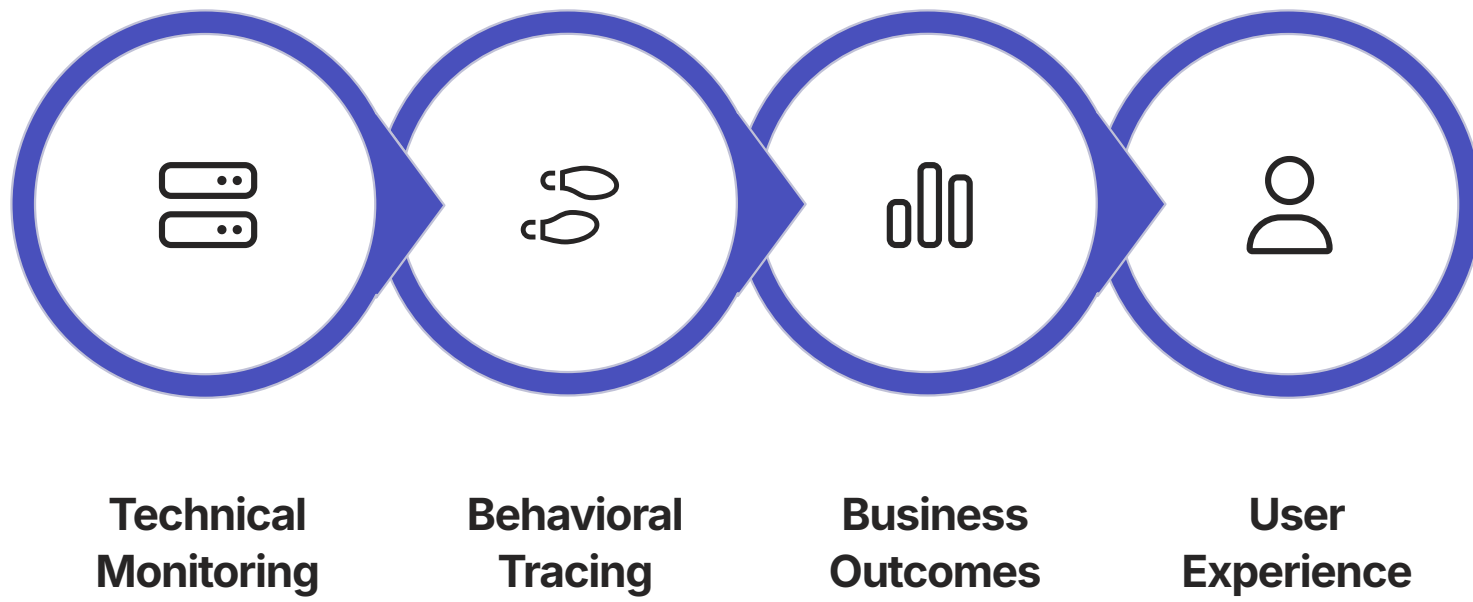 Technical
Monitoring
Behavioral
Tracing
Business
Outcomes
User
Experience